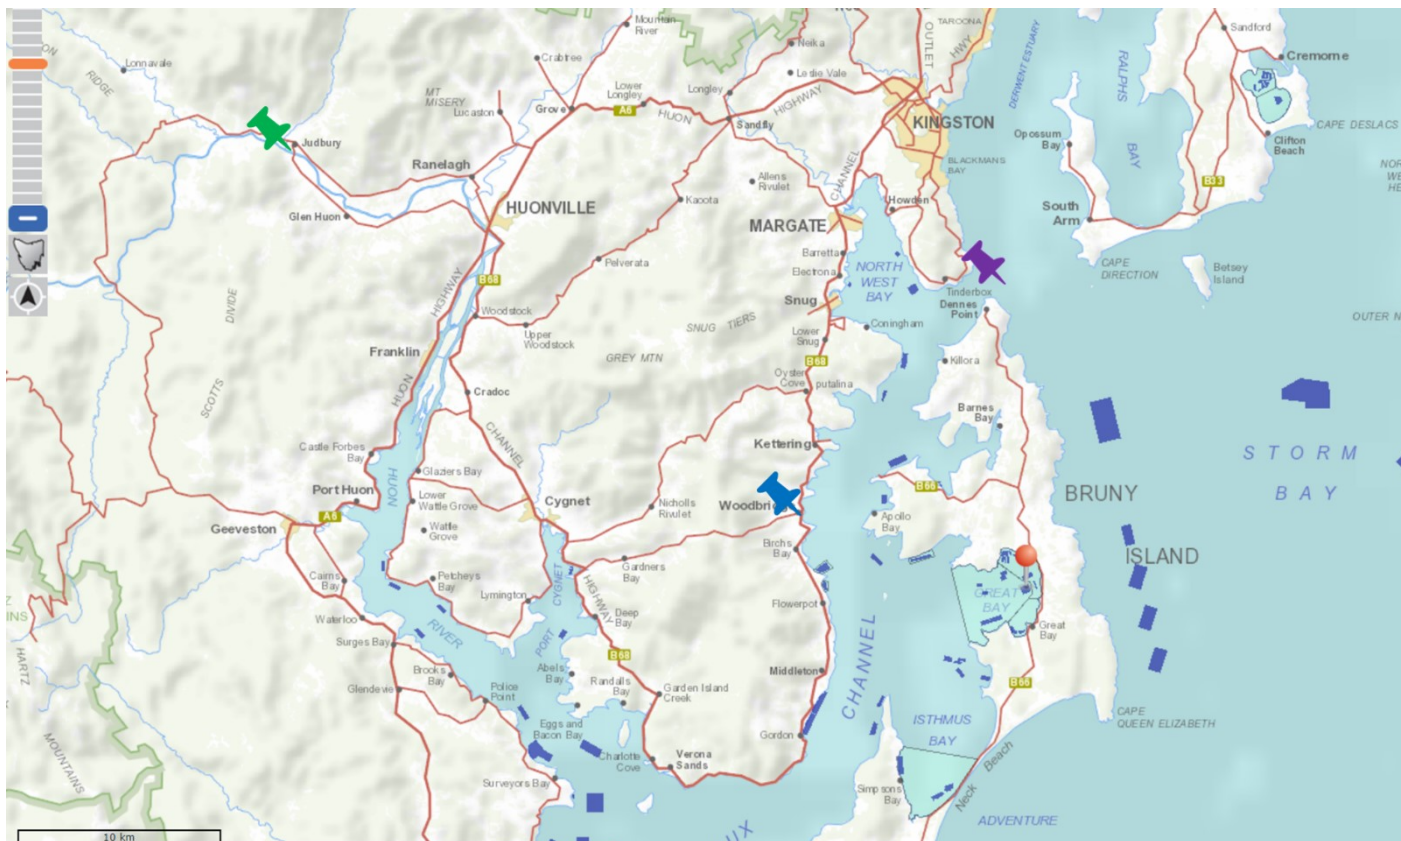 Mountain
River
TAROONA
HWY
OUTLET
Sandford
Cremorne
Neika
Crabtree
Lonnavale
RIDGE
Leslie Vale
DERWENT ESTUARY
RALPHS
BAY
Lower
Longley
Longley
HIGHWAY
MT
MISERY
Lucaston
Grove
A6
HUON
Sandfly
KINGSTON
CAPE DESLACS
Opossum
Bay
Clifton
Beach
Judbury
Ranelagh
BLACKMANS
BAY
Allens
Rivulet
CHANNEL
B33
Kaoota
Howden
Glen Huon
HUONVILLE
MARGATE
South
Arm
Barretta
CAPE
DIRECTION
Betsey
Island
Pelverata
Electrona
NORTH
WEST
BAY
B68
HIGHWAY
Tinderbox
Dennes
Point
Snug
DIVIDE
Woodstock
Upper
Woodstock
SNUG TIERS
Coningham
Lower
Snug
Franklin
GREY MTN
B68
Killora
Oyster
Cove
putalina
SCOTTS
HUON
Cradoc
Barnes
Bay
CHANNEL
Castle Forbes
Bay
Kettering
STORM
BAY
HUON
Glaziers Bay
Port Huon
Lower
Wattle Grove
Cygnet
Nicholls
Rivulet
B66
BRUNY
ISLAND
A6
Geeveston
Wattle
Grove
Apollo
Bay
Birchs
Bay
Gardners
Bay
Cairns
Bay
Petcheys
Bay
Lymington
CYGNET
PORT
HIGHWAY
Flowerpot
GREAT
BAY
Deep
Bay
Waterloo
RIVER
Great
Bay
CHANNEL
Surges Bay
HARTZ
MOUNTAINS
B68
Brooks
Bay
Abels
Bay
Randalls
Bay
Middleton
B66
Glendevie
Police
Point
Garden Island
Creek
CAPE
QUEEN ELIZABETH
Eggs and
Bacon Bay
Gordon
ISTHMUS
BAY
Charlotte
Cove
Verona
Sands
Neck Beach
Surveyors Bay
Simpsons
Bay
ADVENTURE
10 km